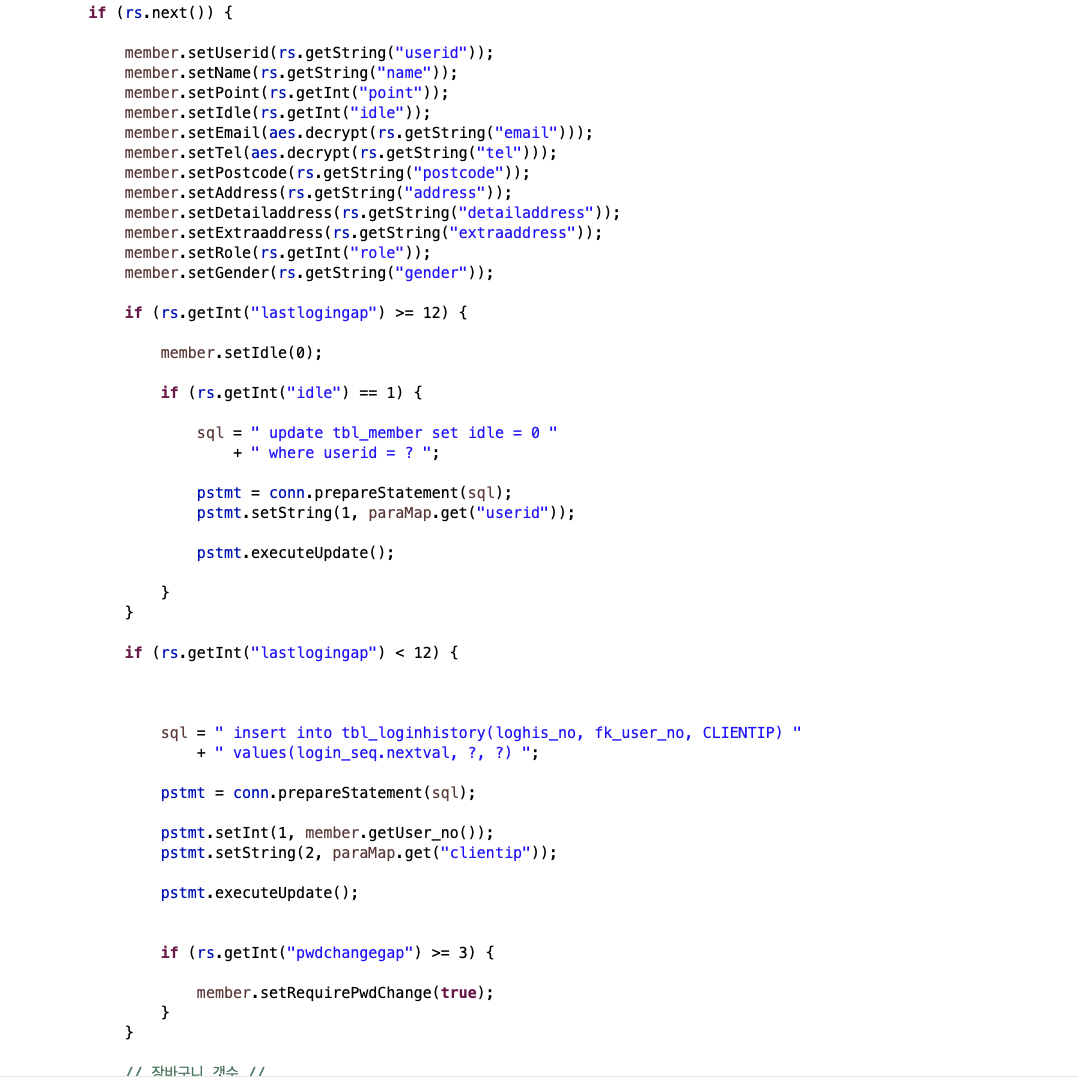 if (rs.next()) {
member.setUserid(rs.getString("userid"));
member.setName(rs.getString("name"));
member.setPoint(rs.getInt("point"));
member.setIdle(rs.getInt("idle"));
member.setEmail(aes.decrypt(rs.getString("email")));
member.setTel(aes.decrypt(rs.getString("tel")));
member.setPostcode(rs.getString("postcode"));
member.setAddress(rs.getString("address"));
member.setDetailaddress(rs.getString("detailaddress"));
member.setExtraaddress(rs.getString("extraaddress"));
member.setRole(rs.getInt("role"));
member.setGender(rs.getString("gender"));
if (rs.getInt("lastlogingap") >= 12) {
member.setIdle(0);
if (rs.getInt("idle") == 1) {
sql = " update tbl_member set idle = 0 "
+ " where userid = ? ";
pstmt = conn.prepareStatement(sql);
pstmt.setString(1, paraMap.get("userid"));
pstmt.executeUpdate();
}
}
if (rs.getInt("lastlogingap") < 12) {
sql = " insert into tbl_loginhistory(loghis_no, fk_user_no, CLIENTIP) "
+ " values(login_seq.nextval, ?, ?) ";
pstmt = conn.prepareStatement(sql);
pstmt.setInt(1, member.getUser_no());
pstmt.setString(2, paraMap.get("clientip"));
pstmt.executeUpdate();
if (rs.getInt("pwdchangegap") >= 3) {
member.setRequirePwdChange(true);
}
}
// 장바구니 갯수 //